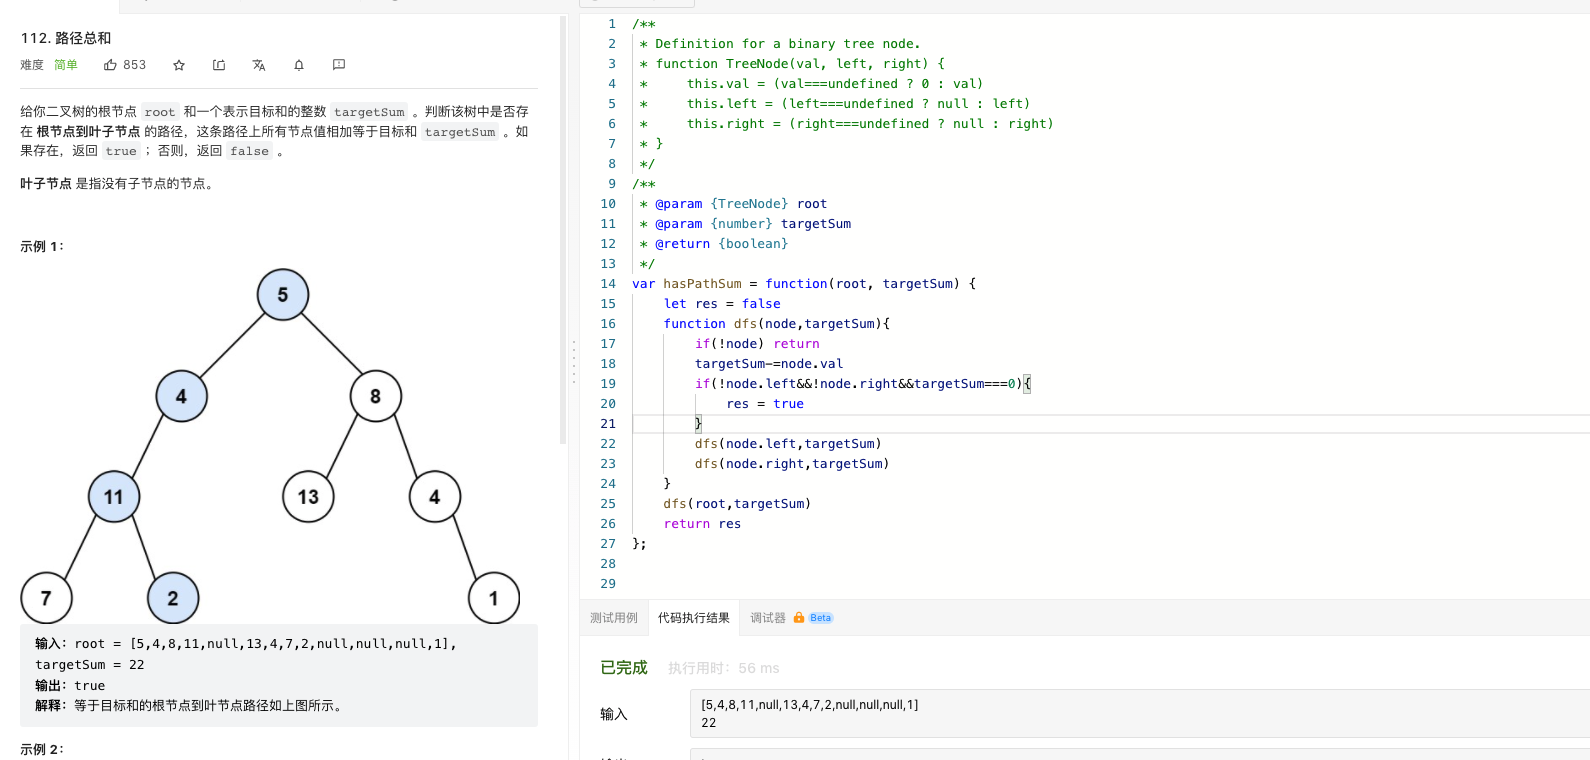 112. 路径总和
难度 简单 853
给你二叉树的根节点 root 和一个表示目标和的整数 targetSum 。判断该树中是否存
在 根节点到叶子节点 的路径，这条路径上所有节点值相加等于目标和 targetSum 。如
果存在，返回 true ；否则，返回 false 。
叶子节点 是指没有子节点的节点。
示例 1：
5
4 8
11 13 4
7 2 1
输入：root = [5,4,8,11,null,13,4,7,2,null,null,null,1],
targetSum = 22
输出：true
解释：等于目标和的根节点到叶节点路径如上图所示。
示例 2：
1 /**
2  * Definition for a binary tree node.
3  * function TreeNode(val, left, right) {
4  *     this.val = (val===undefined ? 0 : val)
5  *     this.left = (left===undefined ? null : left)
6  *     this.right = (right===undefined ? null : right)
7  * }
8  */
9 /**
10  * @param {TreeNode} root
11  * @param {number} targetSum
12  * @return {boolean}
13  */
14 var hasPathSum = function(root, targetSum) {
15     let res = false
16     function dfs(node,targetSum){
17         if(!node) return
18         targetSum-=node.val
19         if(!node.left&&!node.right&&targetSum===0){
20             res = true
21         }
22         dfs(node.left,targetSum)
23         dfs(node.right,targetSum)
24     }
25     dfs(root,targetSum)
26     return res
27 };
28
29
测试用例 代码执行结果 调试器 Beta
已完成 执行用时：56 ms
输入
[5,4,8,11,null,13,4,7,2,null,null,null,1]
22